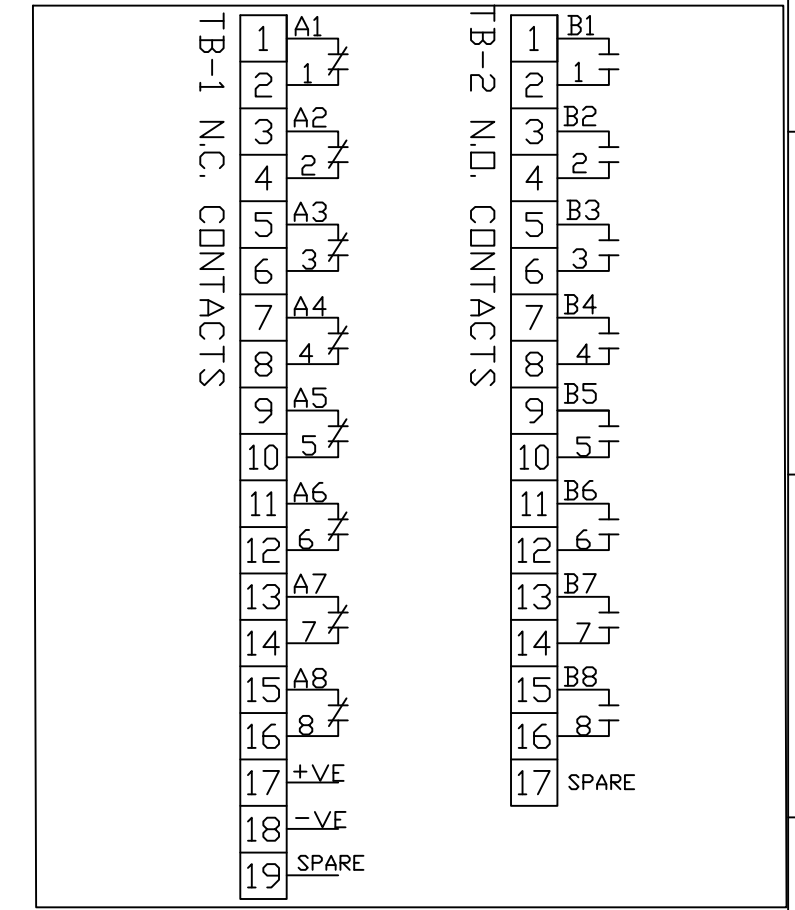 TB-1 N.C. CONTACTS
1 A1
2 1
3 A2
4 2
5 A3
6 3
7 A4
8 4
9 A5
10 5
11 A6
12 6
13 A7
14 7
15 A8
16 8
17 +VE
18 -VE
19 SPARE
TB-2 N.O. CONTACTS
1 B1
2 1
3 B2
4 2
5 B3
6 3
7 B4
8 4
9 B5
10 5
11 B6
12 6
13 B7
14 7
15 B8
16 8
17 SPARE